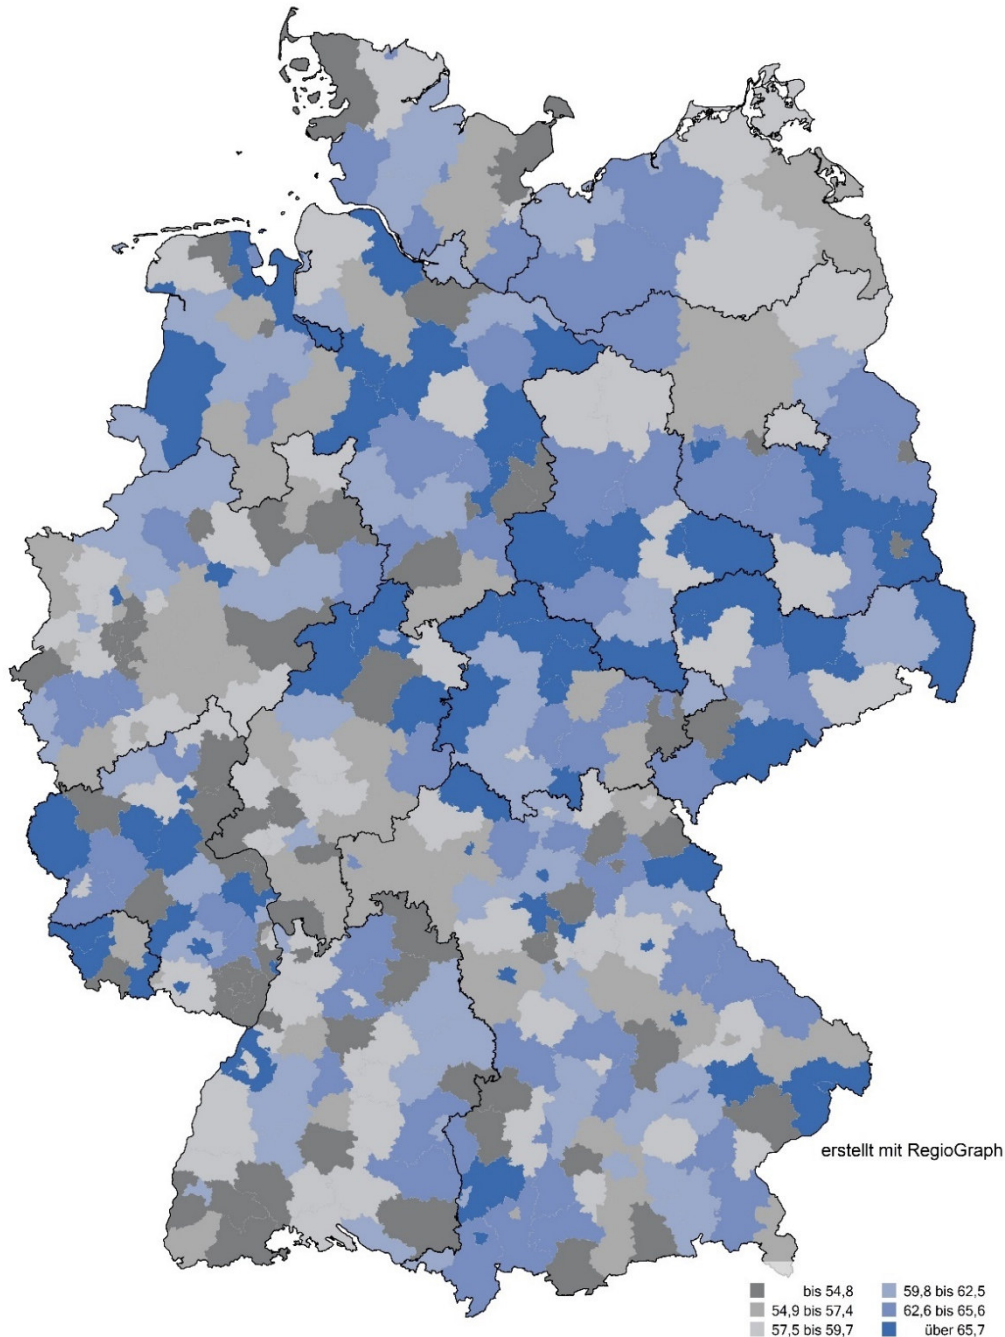 erstellt mit RegioGraph
bis 54,8
54,9 bis 57,4
57,5 bis 59,7
59,8 bis 62,5
62,6 bis 65,6
über 65,7